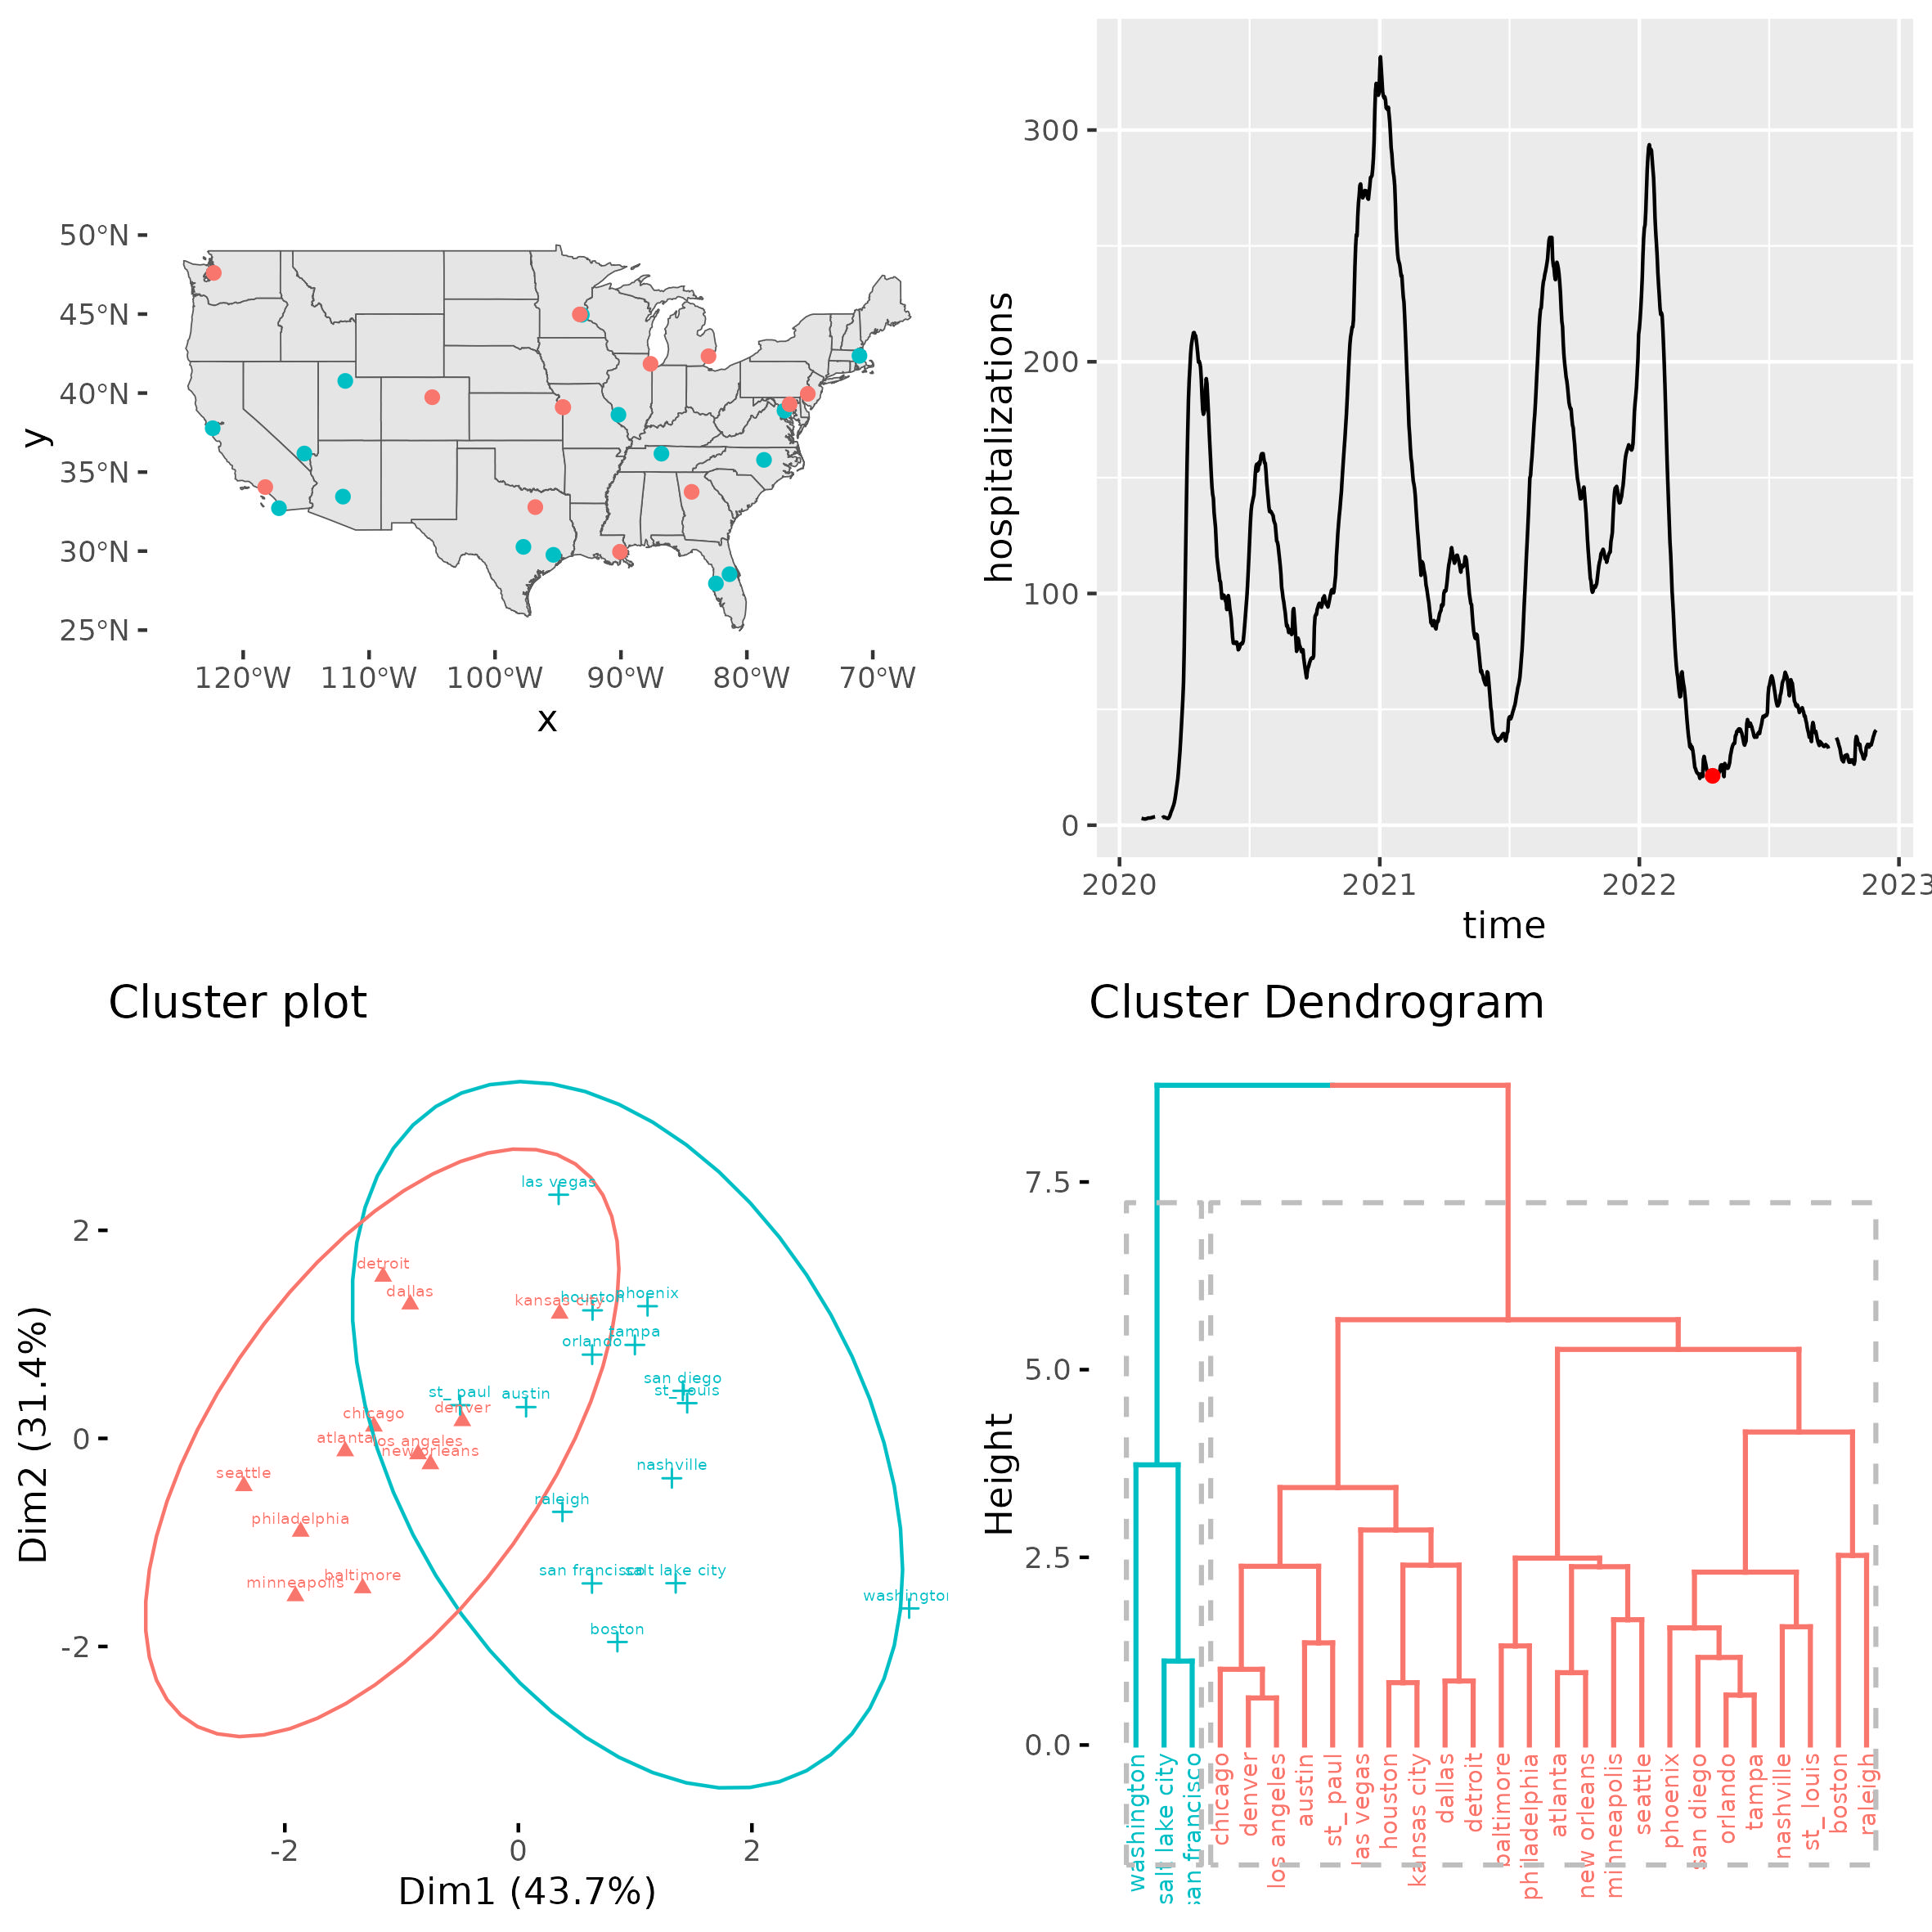 50°N
45°N
40°N
35°N
30°N
25°N
y
120°W 110°W 100°W 90°W 80°W 70°W
x
300
200
100
0
hospitalizations
2020 2021 2022 2023
time
Cluster plot
las vegas
detroit
dallas
kansas city
houston
phoenix
tampa
orlando
san diego
st_louis
st_paul
austin
denver
chicago
atlanta
los angeles
new orleans
nashville
seattle
raleigh
philadelphia
san francisco
salt lake city
baltimore
minneapolis
washington
boston
2
0
-2
Dim2 (31.4%)
-2 0 2
Dim1 (43.7%)
Cluster Dendrogram
7.5
5.0
2.5
0.0
Height
washington
salt lake city
san francisco
chicago
denver
los angeles
austin
st_paul
las vegas
houston
kansas city
dallas
detroit
baltimore
philadelphia
atlanta
new orleans
minneapolis
seattle
phoenix
san diego
orlando
tampa
nashville
st_louis
boston
raleigh